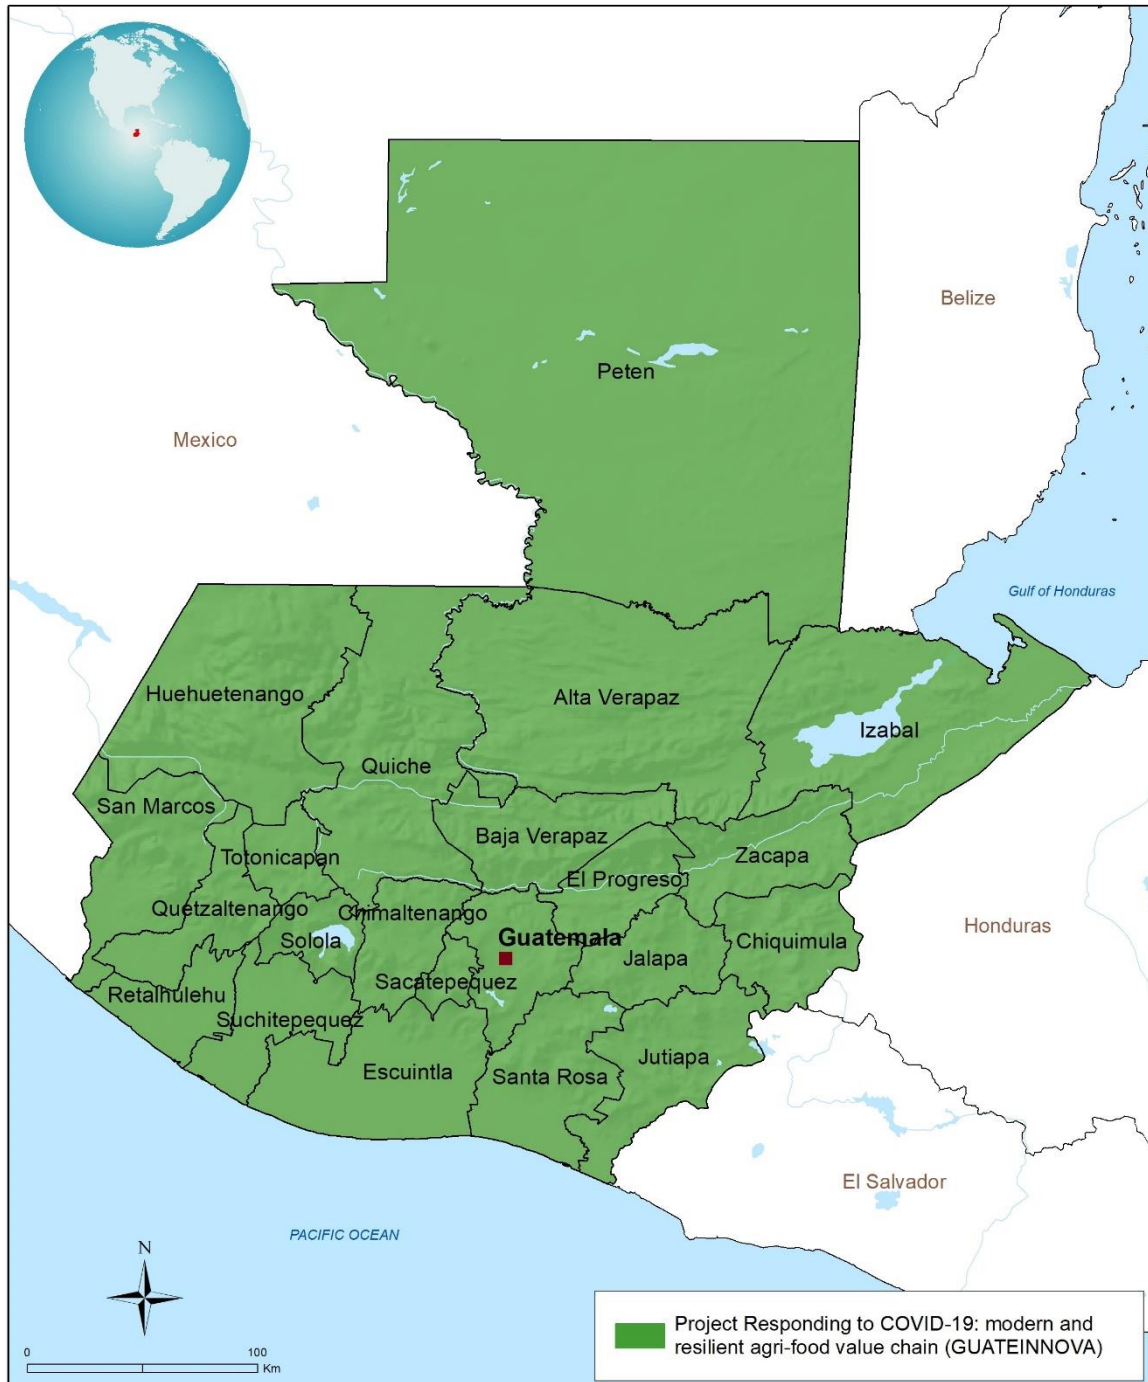 Belize
Peten
Mexico
Gulf of Honduras
Huehuetenango
Alta Verapaz
Izabal
Quiche
San Marcos
Baja Verapaz
Totonicapan
Zacapa
El Progreso
Quetzaltenango
Chimaltenango
Solola
Guatemala
Jalapa
Chiquimula
Honduras
Sacatepequez
Retalhulehu
Suchitepequez
Escuintla
Santa Rosa
Jutiapa
El Salvador
PACIFIC OCEAN
N
0 100
Km
Project Responding to COVID-19: modern and
resilient agri-food value chain (GUATEINNOVA)